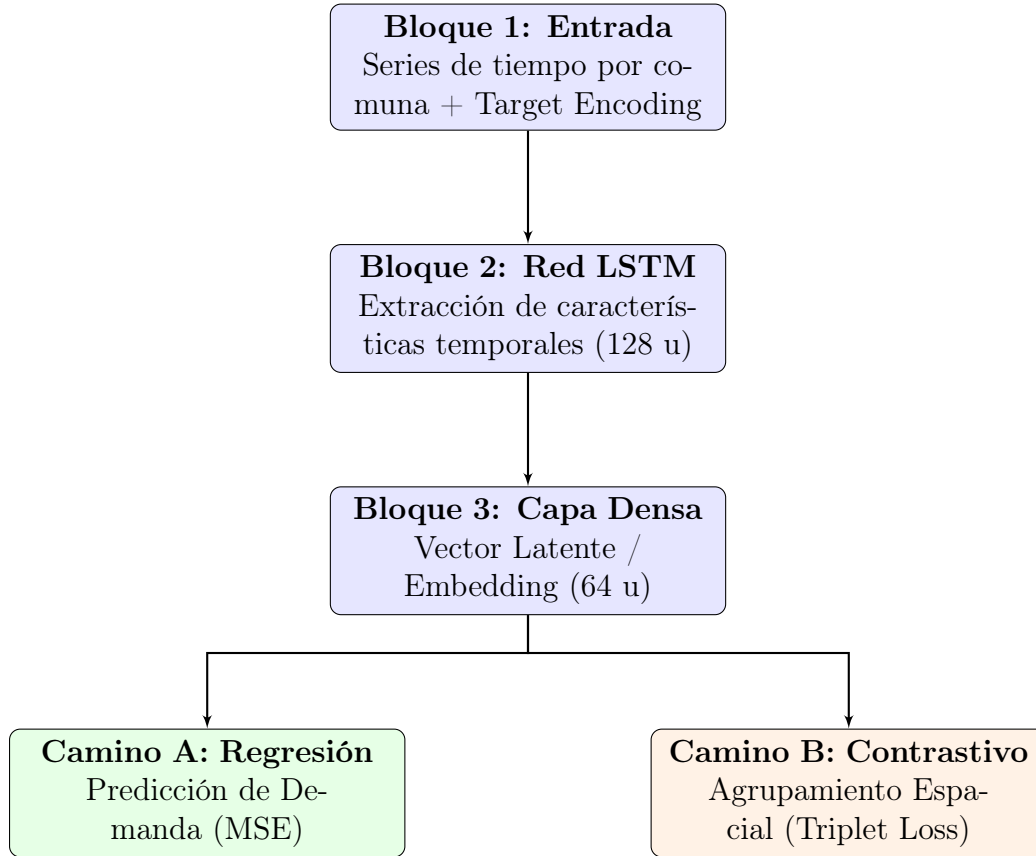 Bloque 1: Entrada
Series de tiempo por co-
muna + Target Encoding
Bloque 2: Red LSTM
Extracción de caracterís-
ticas temporales (128 u)
Bloque 3: Capa Densa
Vector Latente /
Embedding (64 u)
Camino A: Regresión
Predicción de De-
manda (MSE)
Camino B: Contrastivo
Agrupamiento Espa-
cial (Triplet Loss)